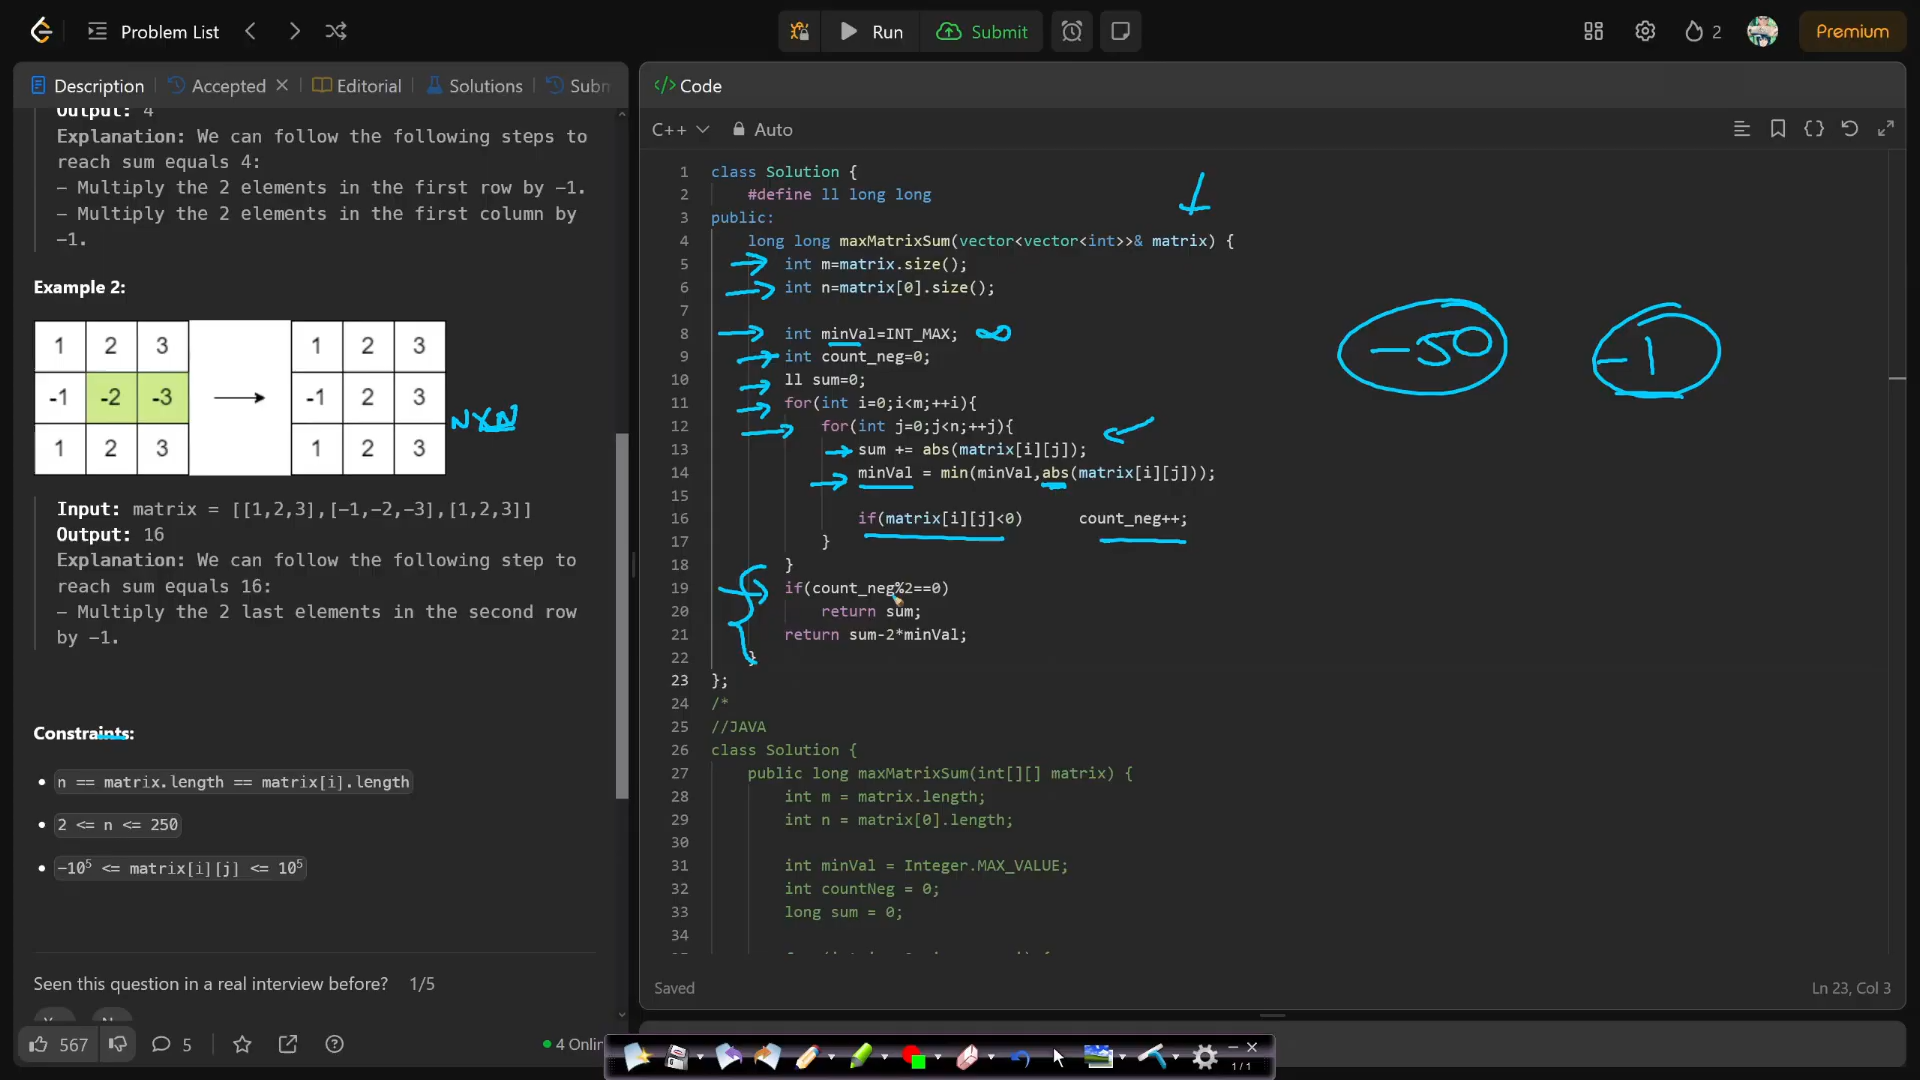 Problem List
Run
Submit
2
Premium
Description
Accepted
Editorial
Solutions
Subm
Output: 4
Explanation: We can follow the following steps to
reach sum equals 4:
- Multiply the 2 elements in the first row by -1.
- Multiply the 2 elements in the first column by
-1.
Example 2:
1 2 3 1 2 3
-1 -2 -3 -1 2 3
1 2 3 1 2 3
NXN
Input: matrix = [[1,2,3],[-1,-2,-3],[1,2,3]]
Output: 16
Explanation: We can follow the following step to
reach sum equals 16:
- Multiply the 2 last elements in the second row
by -1.
Constraints:
n == matrix.length == matrix[i].length
2 <= n <= 250
-10⁵ <= matrix[i][j] <= 10⁵
Seen this question in a real interview before? 1/5
567
5
4 Onlin
</> Code
C++
Auto
1 class Solution {
2 #define ll long long
3 public:
4 long long maxMatrixSum(vector<vector<int>>& matrix) {
5 int m=matrix.size();
6 int n=matrix[0].size();
7
8 int minVal=INT_MAX; ∞
9 int count_neg=0;
10 ll sum=0;
11 for(int i=0;i<m;++i){
12 for(int j=0;j<n;++j){
13 sum += abs(matrix[i][j]);
14 minVal = min(minVal,abs(matrix[i][j]));
15
16 if(matrix[i][j]<0) count_neg++;
17 }
18 }
19 if(count_neg%2==0)
20 return sum;
21 return sum-2*minVal;
22 }
23 };
24 /*
25 //JAVA
26 class Solution {
27 public long maxMatrixSum(int[][] matrix) {
28 int m = matrix.length;
29 int n = matrix[0].length;
30
31 int minVal = Integer.MAX_VALUE;
32 int countNeg = 0;
33 long sum = 0;
34
-50
-1
Saved
Ln 23, Col 3
1/1